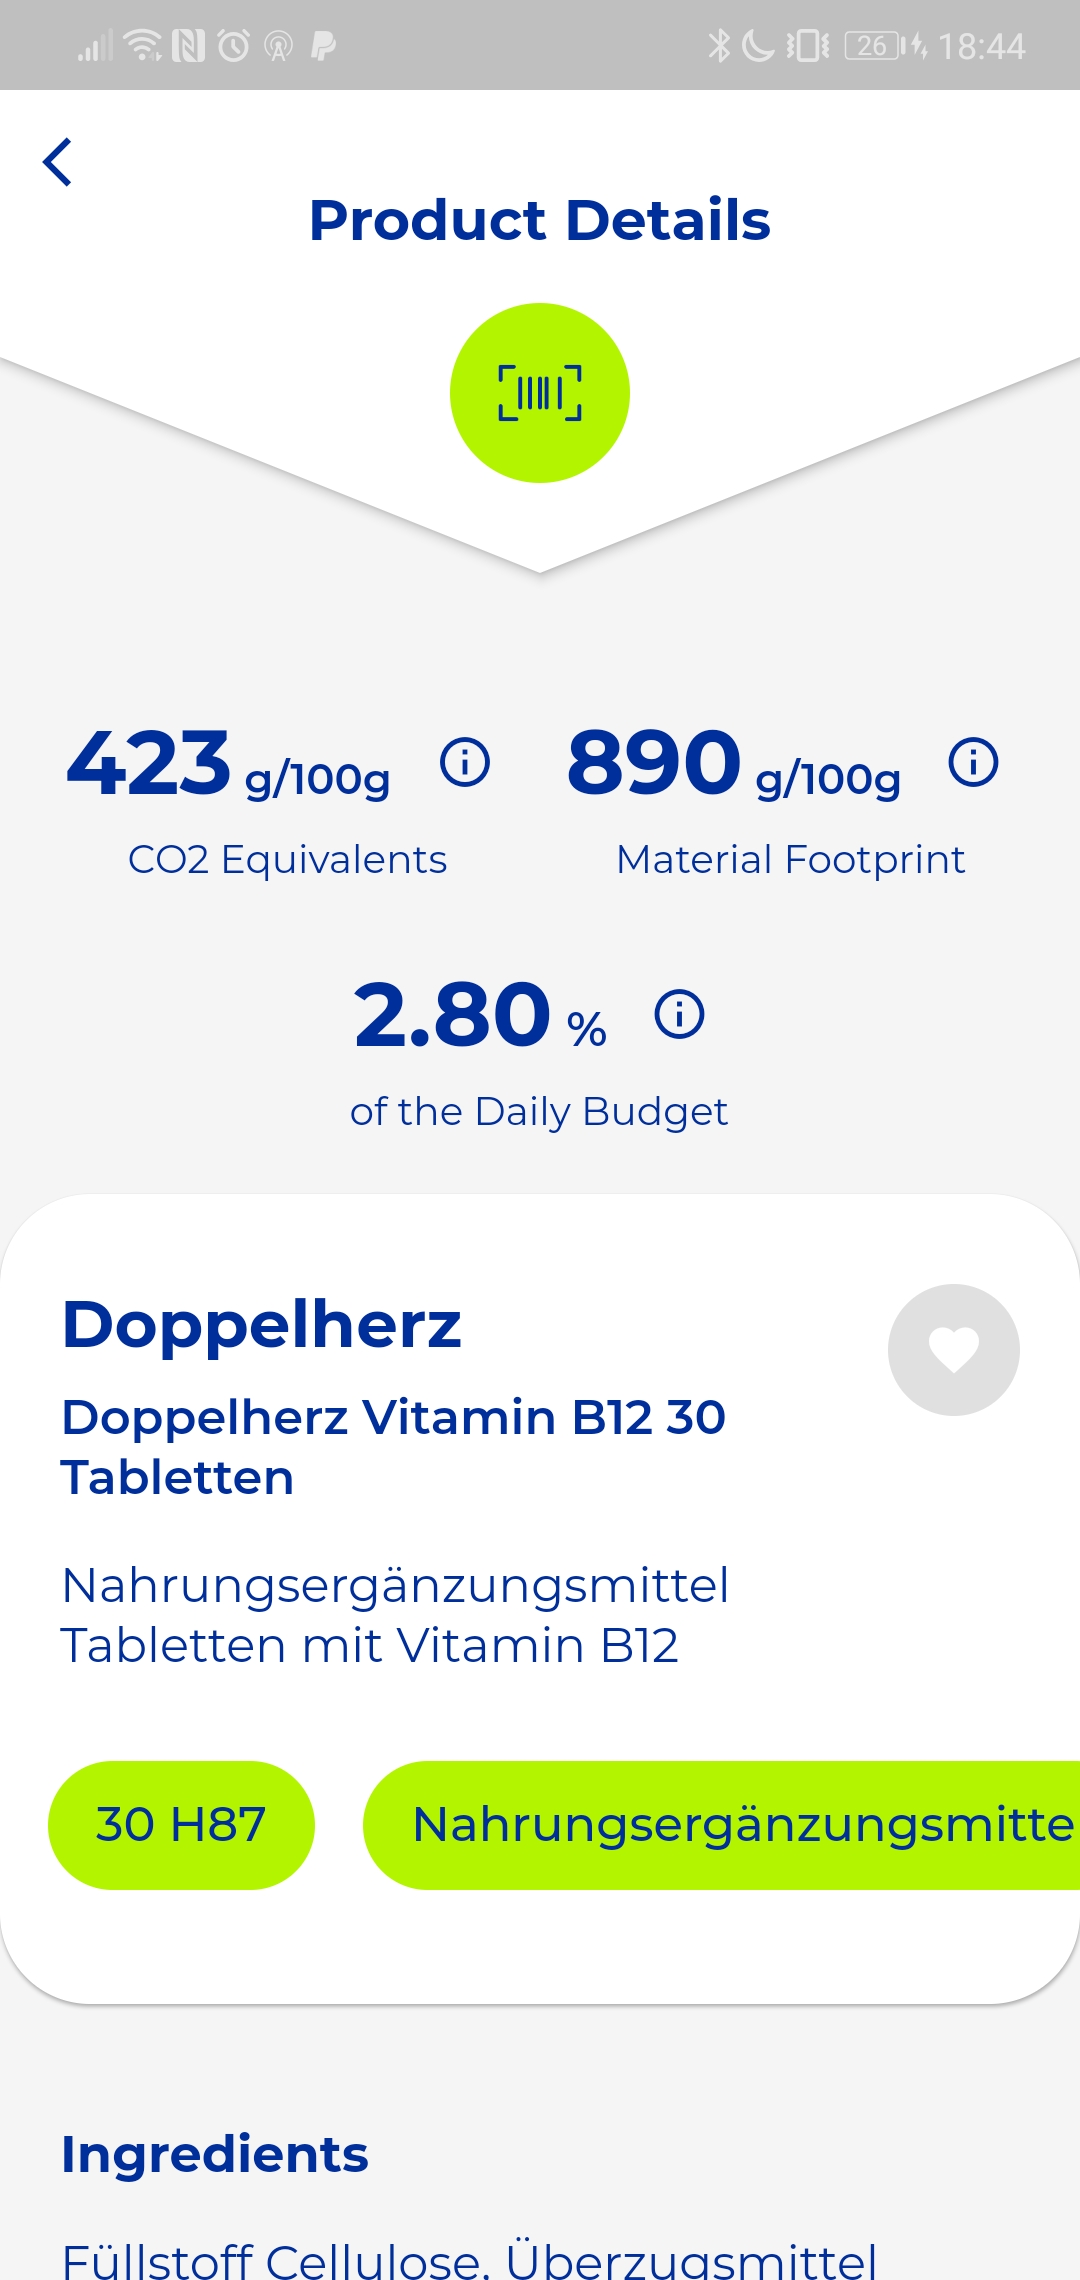 26 18:44
Product Details
423 g/100g 890 g/100g
CO2 Equivalents Material Footprint
2.80 %
of the Daily Budget
Doppelherz
Doppelherz Vitamin B12 30
Tabletten
Nahrungsergänzungsmittel
Tabletten mit Vitamin B12
30 H87 Nahrungsergänzungsmitte
Ingredients
Füllstoff Cellulose, Überzugsmittel